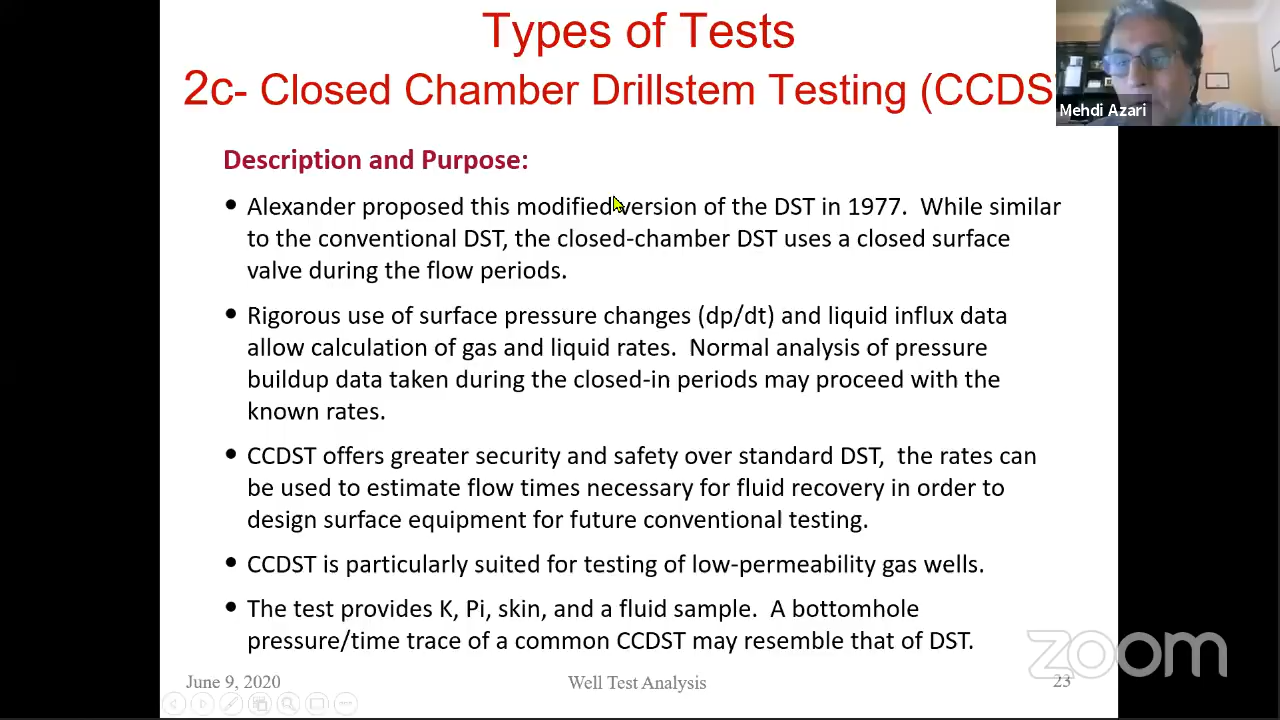 Types of Tests
2c- Closed Chamber Drillstem Testing (CCDS
Mehdi Azari
Description and Purpose:
• Alexander proposed this modified version of the DST in 1977. While similar
to the conventional DST, the closed-chamber DST uses a closed surface
valve during the flow periods.
• Rigorous use of surface pressure changes (dp/dt) and liquid influx data
allow calculation of gas and liquid rates. Normal analysis of pressure
buildup data taken during the closed-in periods may proceed with the
known rates.
• CCDST offers greater security and safety over standard DST, the rates can
be used to estimate flow times necessary for fluid recovery in order to
design surface equipment for future conventional testing.
• CCDST is particularly suited for testing of low-permeability gas wells.
• The test provides K, Pi, skin, and a fluid sample. A bottomhole
pressure/time trace of a common CCDST may resemble that of DST.
zoom
June 9, 2020
Well Test Analysis
23